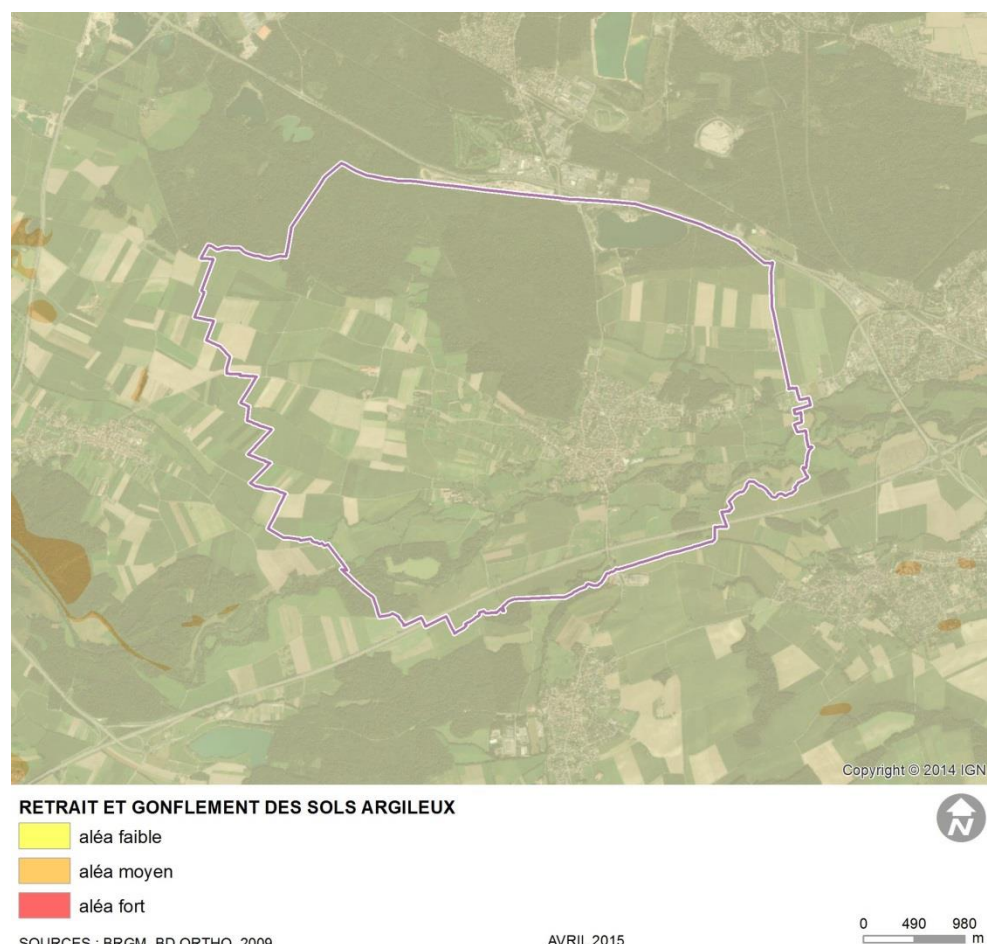 Copyright © 2014 IGN
RETRAIT ET GONFLEMENT DES SOLS ARGILEUX
N
aléa faible
aléa moyen
aléa fort
0 490 980
m
SOURCES : BRGM, BD ORTHO, 2009
AVRIL 2015